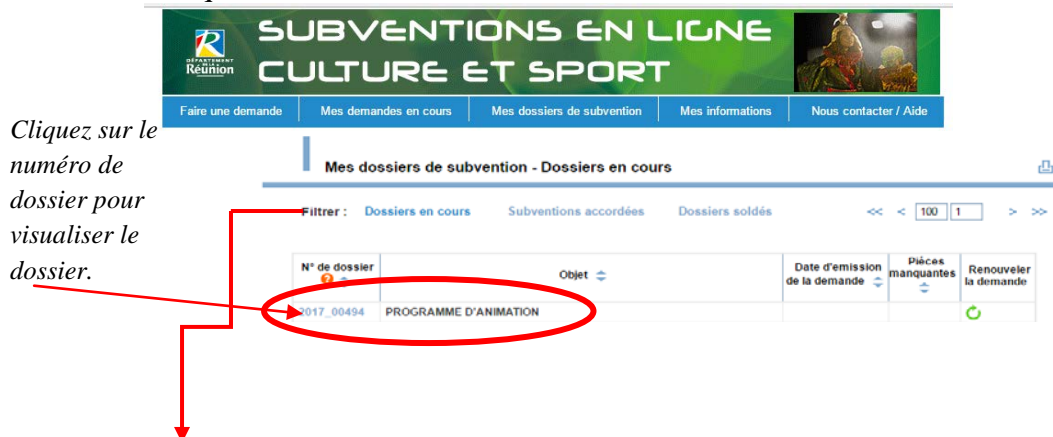 SUBVENTIONS EN LIGNE
CULTURE ET SPORT
DÉPARTEMENT
Réunion
Faire une demande Mes demandes en cours Mes dossiers de subvention Mes informations Nous contacter / Aide
Cliquez sur le
numéro de
dossier pour
visualiser le
dossier.
Mes dossiers de subvention - Dossiers en cours
Filtrer : Dossiers en cours Subventions accordées Dossiers soldés << < 100 1 > >>
N° de dossier
?
Objet
Date d'emission
de la demande
Pièces
manquantes
Renouveler
la demande
2017_00494 PROGRAMME D'ANIMATION